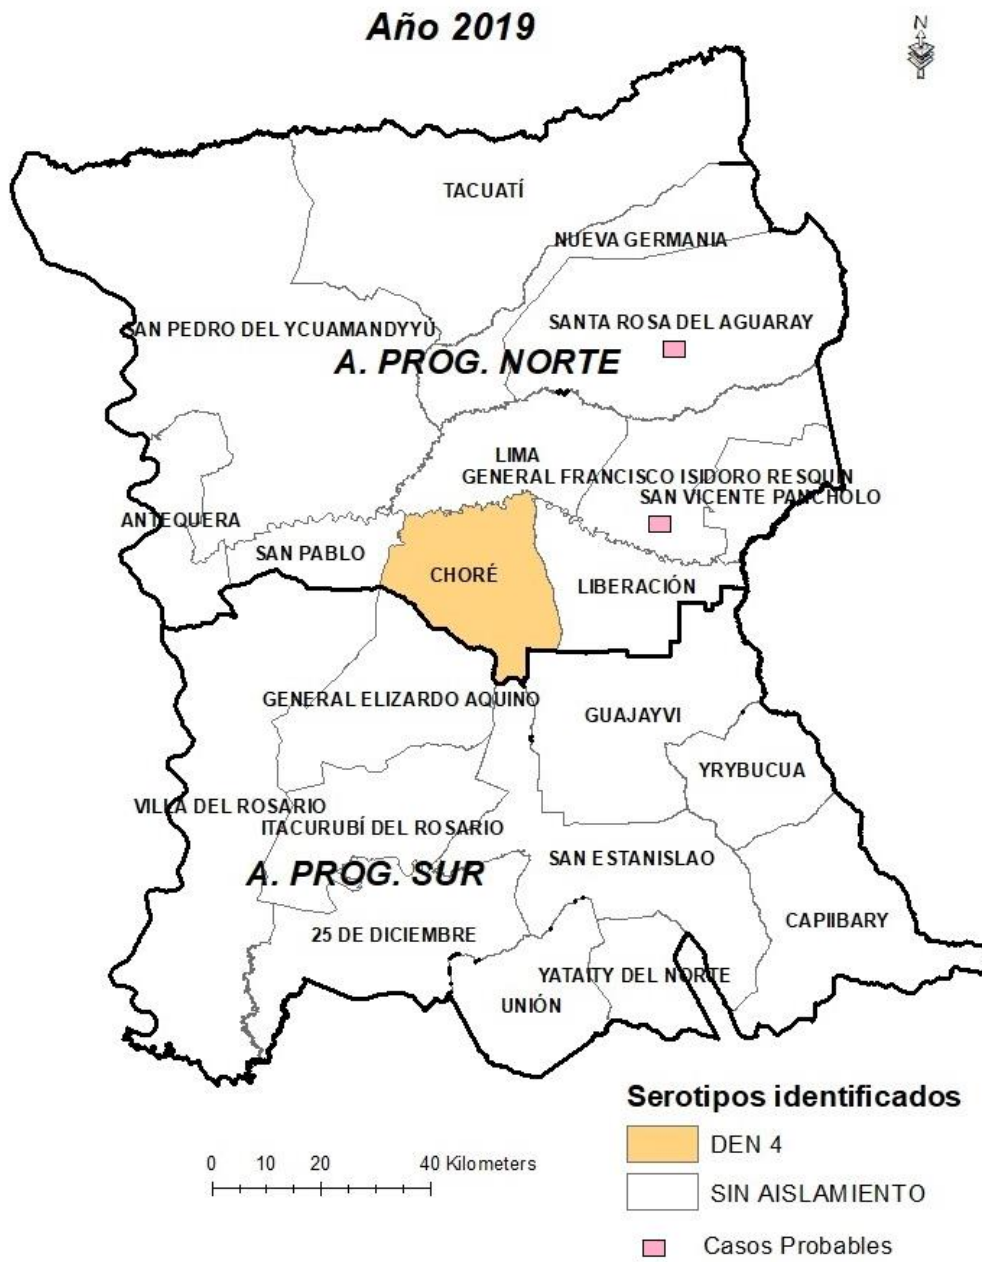 Año 2019
N
TACUATÍ
NUEVA GERMANIA
SAN PEDRO DEL YCUAMANDYYÚ
SANTA ROSA DEL AGUARAY
A. PROG. NORTE
LIMA
GENERAL FRANCISCO ISIDORO RESQUIN
SAN VICENTE PANCHOLO
ANTEQUERA
SAN PABLO
CHORÉ
LIBERACIÓN
GENERAL ELIZARDO AQUINO
GUAJAYVI
YRYBUCUA
VILLA DEL ROSARIO
ITACURUBÍ DEL ROSARIO
SAN ESTANISLAO
A. PROG. SUR
CAPIIBARY
25 DE DICIEMBRE
YATAITY DEL NORTE
UNIÓN
Serotipos identificados
DEN 4
SIN AISLAMIENTO
Casos Probables
0 10 20 40 Kilometers